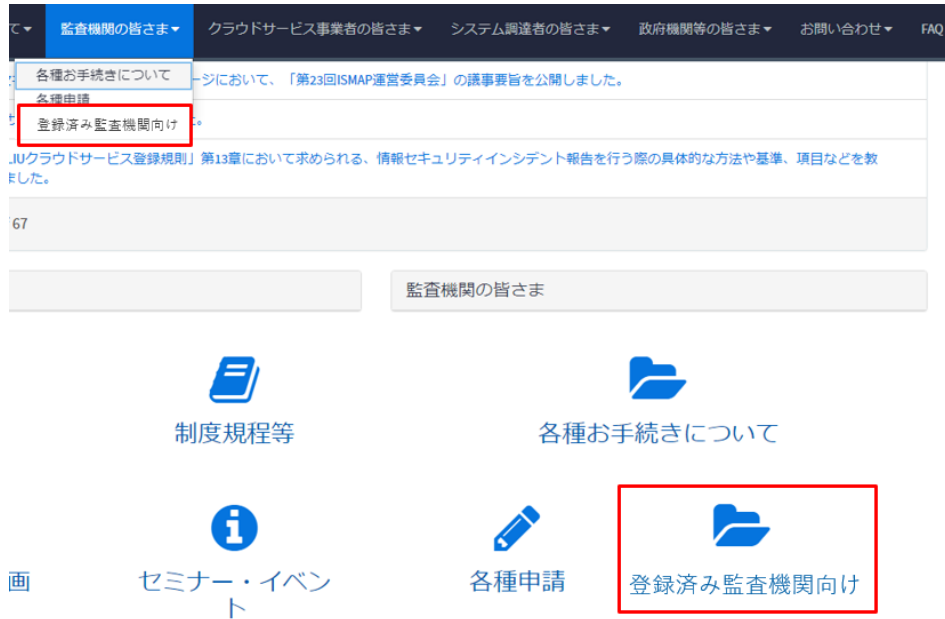 て 監査機関の皆さま クラウドサービス事業者の皆さま システム調達者の皆さま 政府機関等の皆さま お問い合わせ FAQ
各種お手続きについて
ージにおいて、「第23回ISMAP運営委員会」の議事要旨を公開しました。
各種申請
登録済み監査機関向け
。
LIUクラウドサービス登録規則」第13章において求められる、情報セキュリティインシデント報告を行う際の具体的な方法や基準、項目などを教
ました。
67
監査機関の皆さま
制度規程等
各種お手続きについて
画
セミナー・イベン
ト
各種申請
登録済み監査機関向け